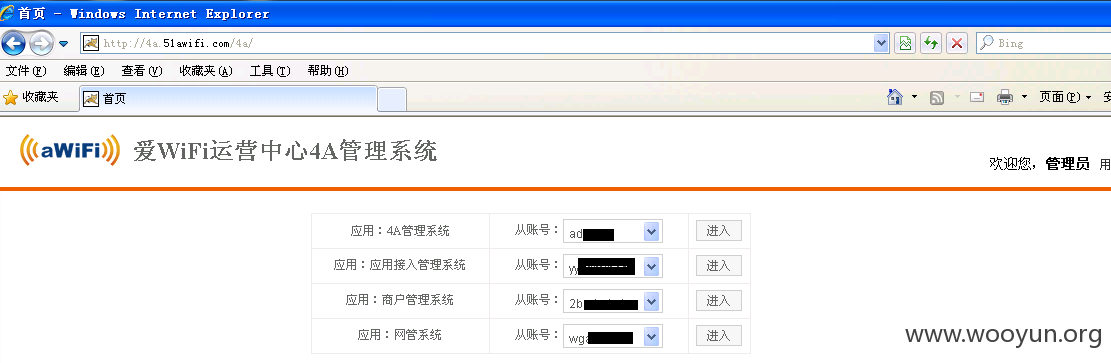 首页 - Windows Internet Explorer
http://4a.51awifi.com/4a/
Bing
文件(F) 编辑(E) 查看(V) 收藏夹(A) 工具(T) 帮助(H)
收藏夹 首页 页面(P)
aWiFi 爱WiFi运营中心4A管理系统
欢迎您，管理员 用
应用：4A管理系统 从账号： ad 进入
应用：应用接入管理系统 从账号： yy 进入
应用：商户管理系统 从账号： 2b 进入
应用：网管系统 从账号： wg 进入
www.wooyun.org